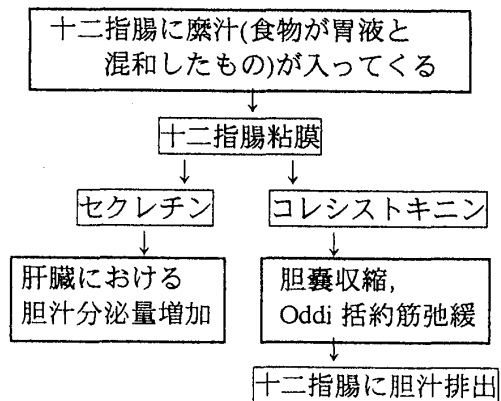 十二指腸に糜汁(食物が胃液と
混和したもの)が入ってくる
↓
十二指腸粘膜
↓ ↓
セクレチン コレシストキニン
↓ ↓
肝臓における
胆汁分泌量増加
胆嚢収縮,
Oddi 括約筋弛緩
↓
十二指腸に胆汁排出